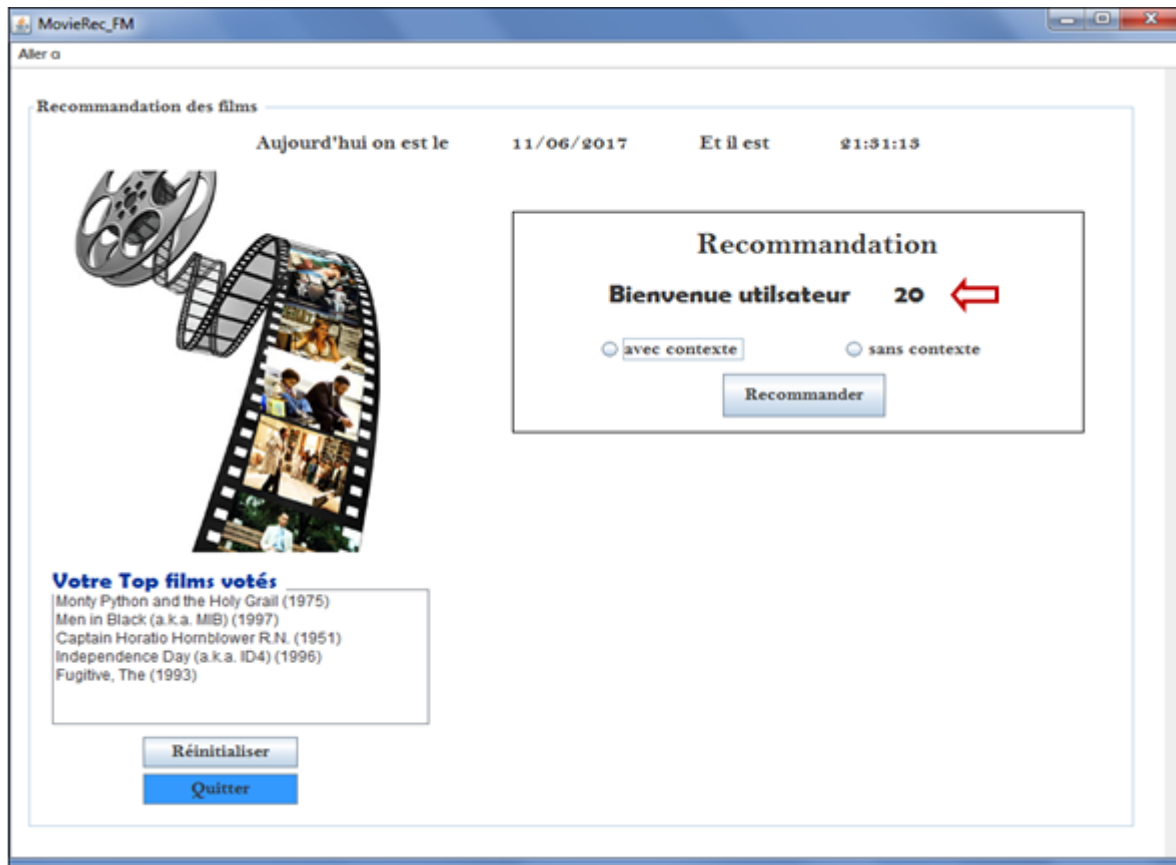 MovieRec_FM
Aller a
Recommandation des films
Aujourd'hui on est le 11/06/2017 Et il est 21:31:13
Recommandation
Bienvenue utilsateur 20
avec contexte sans contexte
Recommander
Votre Top films votés
Monty Python and the Holy Grail (1975)
Men in Black (a.k.a. MIB) (1997)
Captain Horatio Hornblower R.N. (1951)
Independence Day (a.k.a. ID4) (1996)
Fugitive, The (1993)
Réinitialiser
Quitter